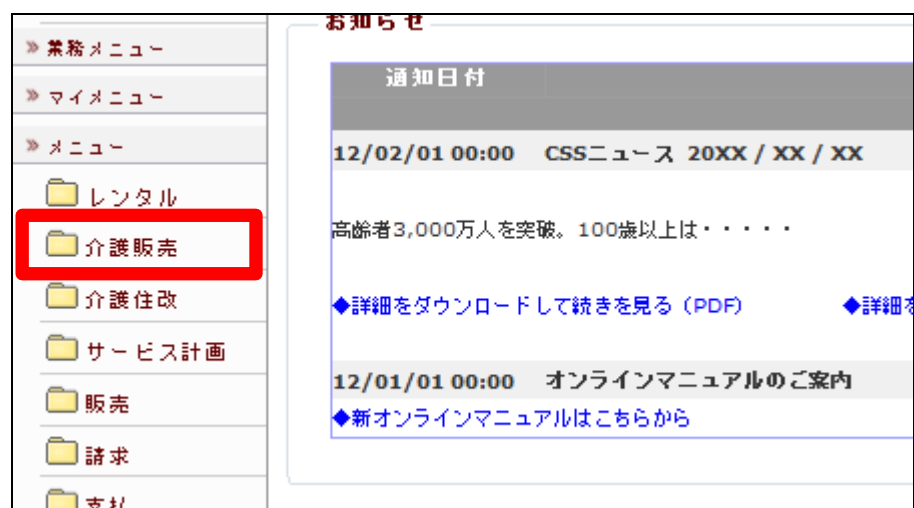 業務メニュー
マイメニュー
メニュー
レンタル
介護販売
介護住改
サービス計画
販売
請求
支払
お知らせ
通知日付
12/02/01 00:00 CSSニュース 20XX / XX / XX
高齢者3,000万人を突破。100歳以上は・・・・・
◆詳細をダウンロードして続きを見る（PDF） ◆詳細を
12/01/01 00:00 オンラインマニュアルのご案内
◆新オンラインマニュアルはこちらから